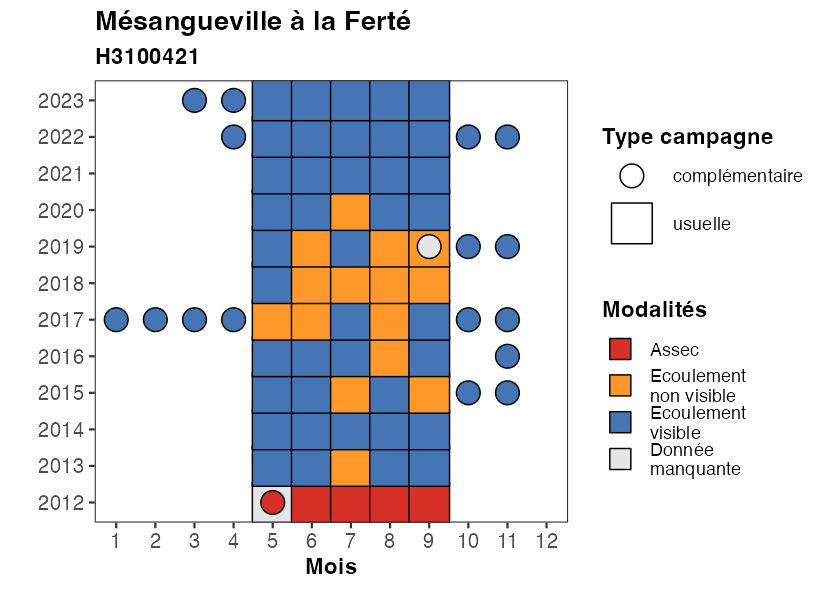 Mésangueville à la Ferté
H3100421
2023
2022
2021
2020
2019
2018
2017
2016
2015
2014
2013
2012
1 2 3 4 5 6 7 8 9 10 11 12
Mois
Type campagne
complémentaire
usuelle
Modalités
Assec
Ecoulement
non visible
Ecoulement
visible
Donnée
manquante